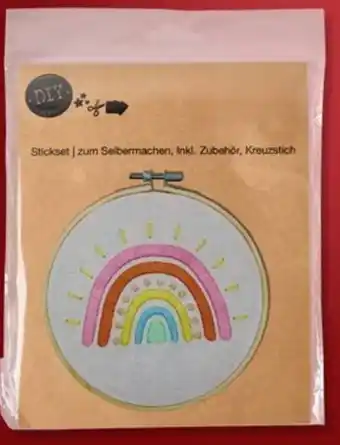 DIY
Stickset | zum Selbermachen, Inkl. Zubehör, Kreuzstich